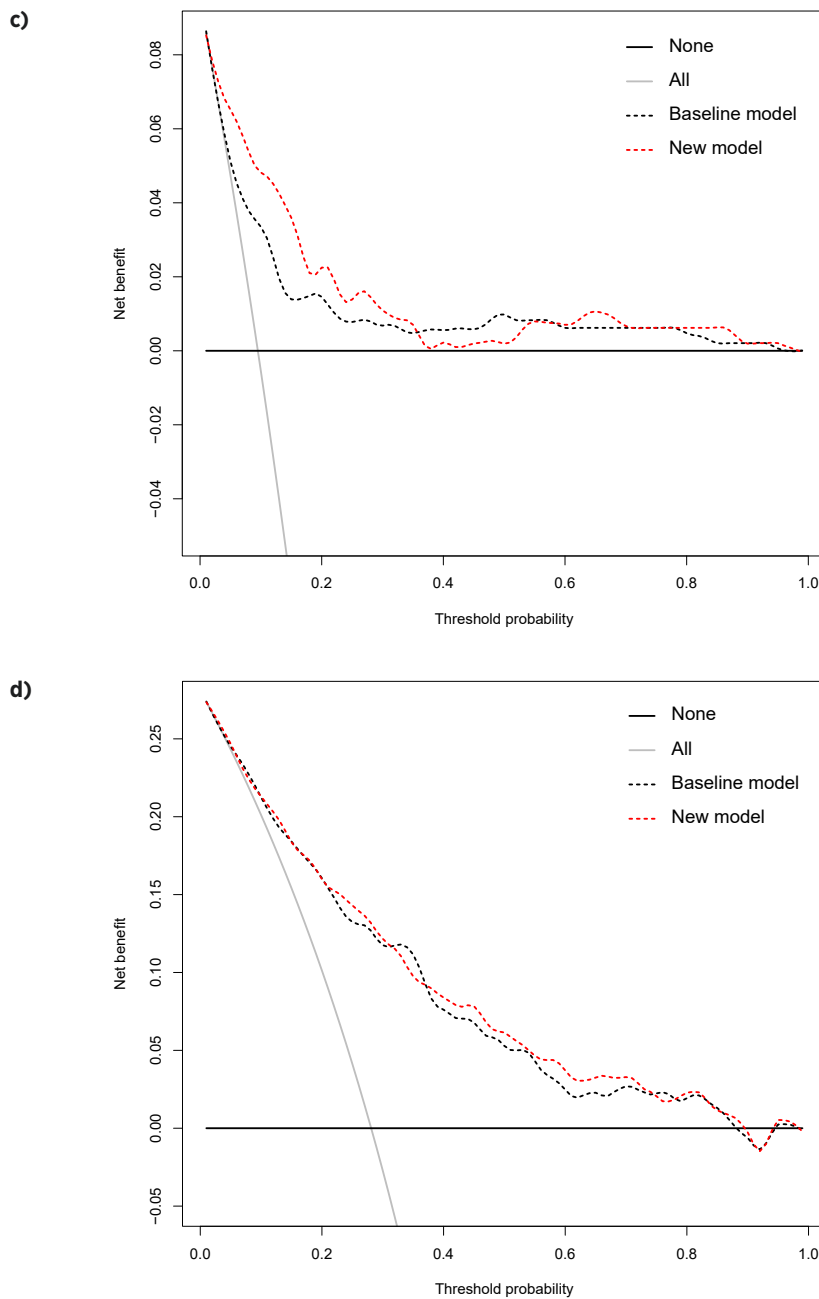 c)
None
All
Baseline model
New model
Net benefit
0.08
0.06
0.04
0.02
0.00
−0.02
−0.04
0.0 0.2 0.4 0.6 0.8 1.0
Threshold probability
d)
None
All
Baseline model
New model
Net benefit
0.25
0.20
0.15
0.10
0.05
0.00
−0.05
0.0 0.2 0.4 0.6 0.8 1.0
Threshold probability